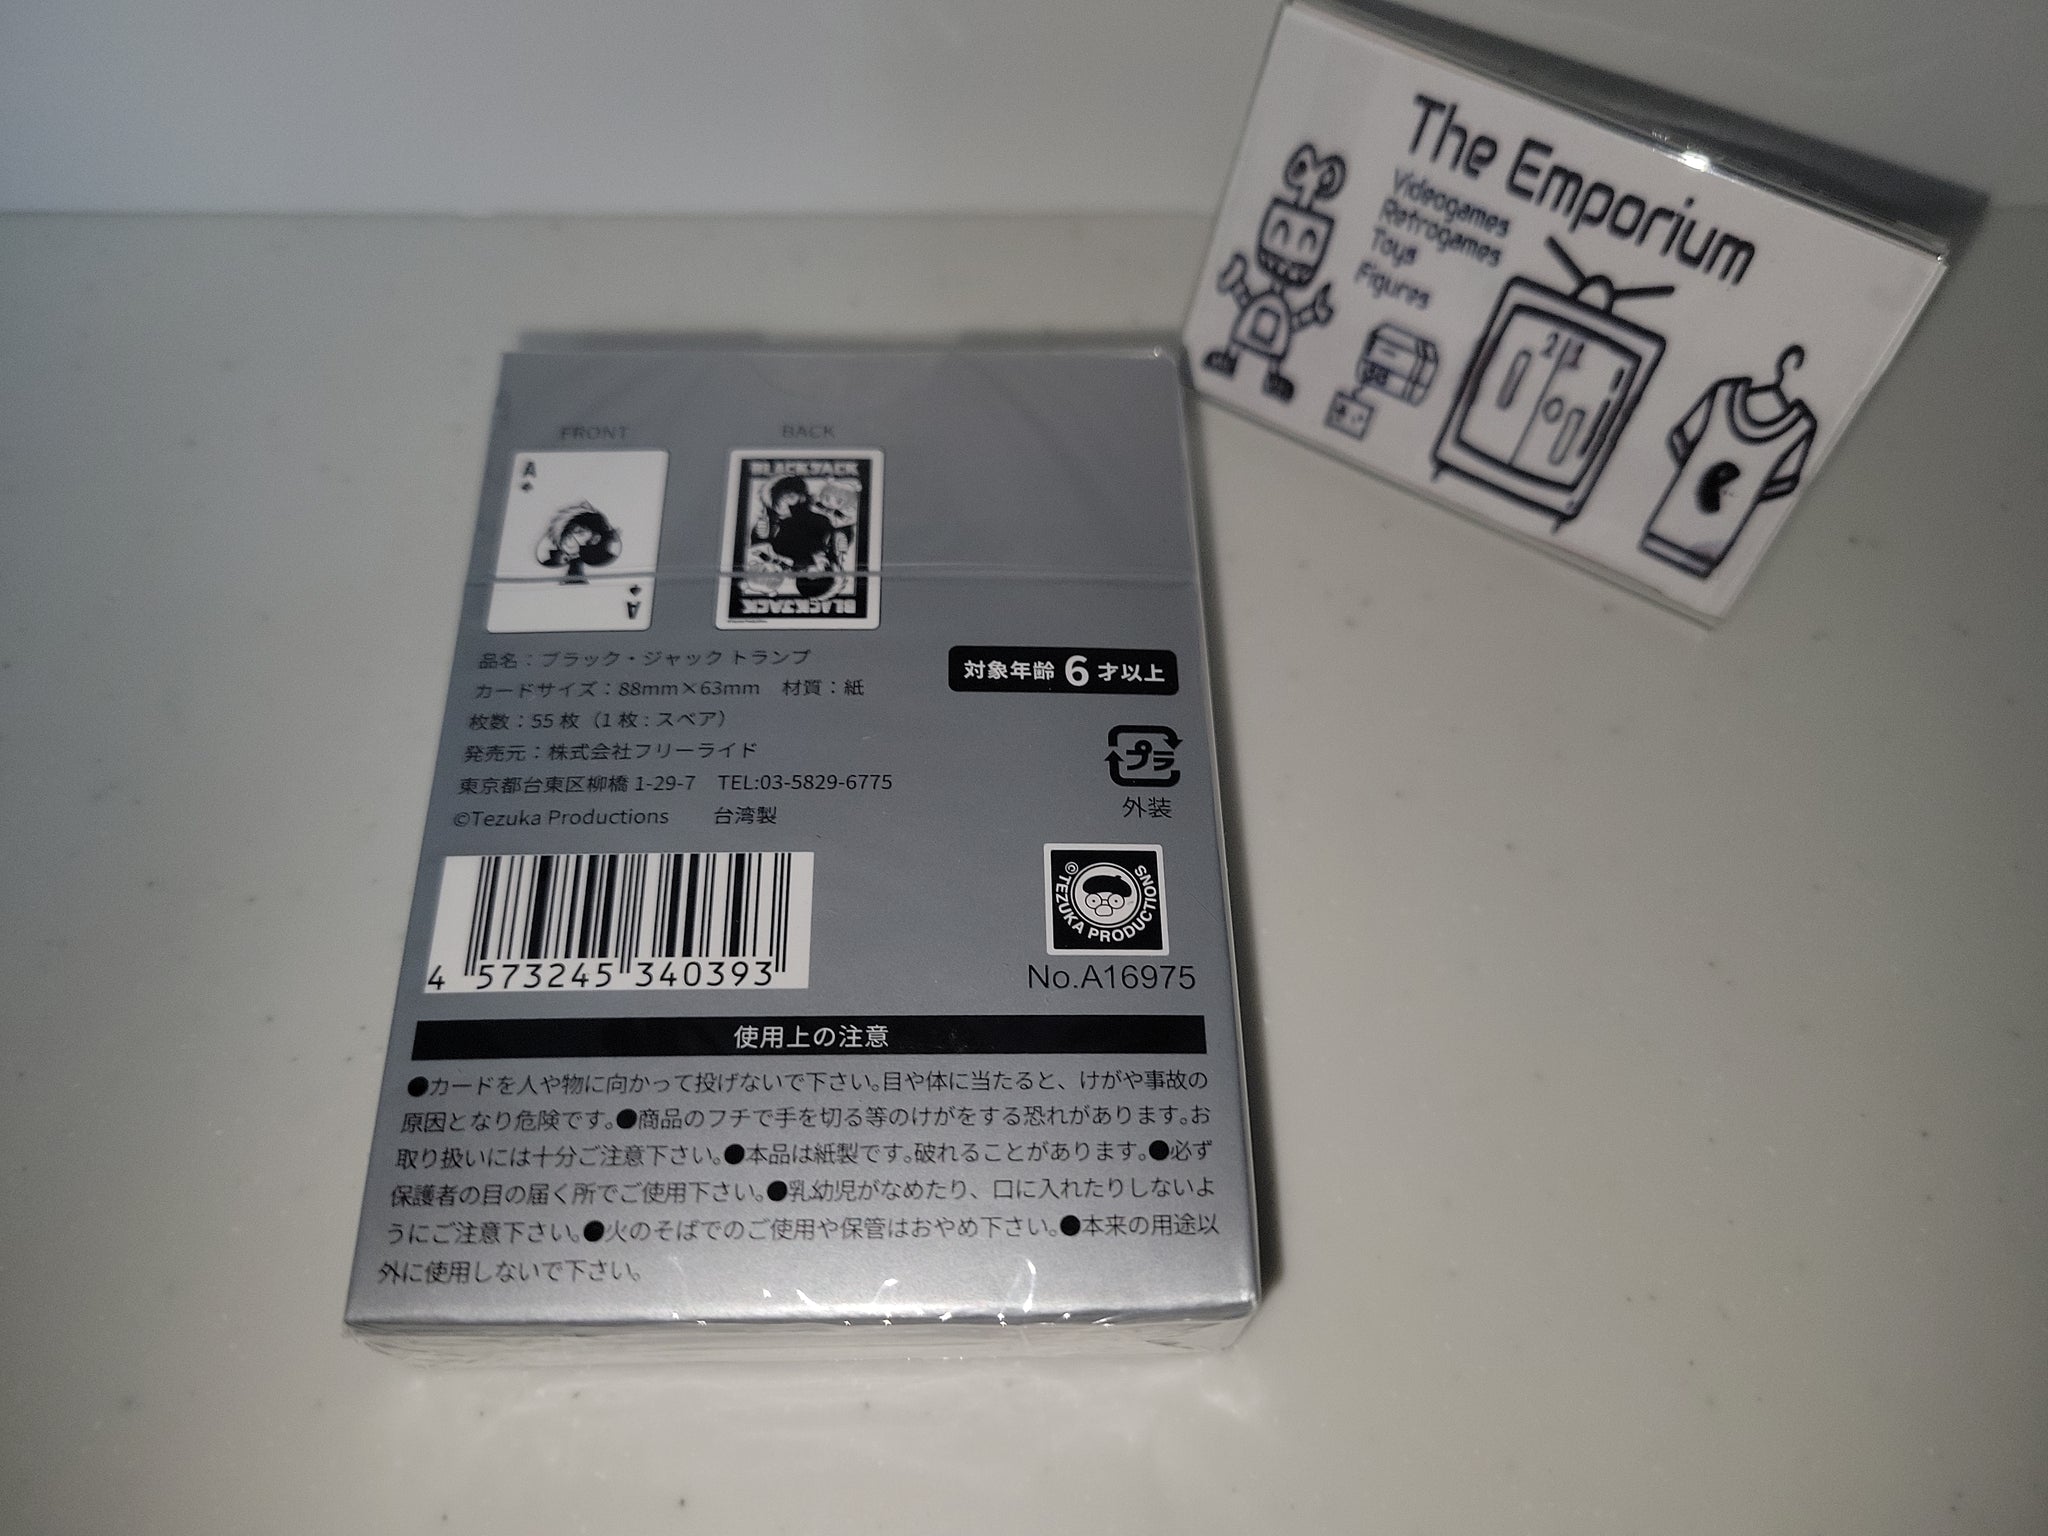 The Emporium
Videogames
Retrogames
Toys
Figures
2 1
FRONT
BACK
A
A
BLACK JACK
BLACK JACK
品名：ブラック・ジャック トランプ
カードサイズ：88mm×63mm 材質：紙
枚数：55 枚（1 枚：スペア）
発売元：株式会社フリーライド
東京都台東区柳橋 1-29-7 TEL:03-5829-6775
©Tezuka Productions 台湾製
対象年齢 6 才以上
プラ
外装
4 573245 340393
©TEZUKA PRODUCTIONS
No.A16975
使用上の注意
●カードを人や物に向かって投げないで下さい。目や体に当たると、けがや事故の
原因となり危険です。●商品のフチで手を切る等のけがをする恐れがあります。お
取り扱いには十分ご注意下さい。●本品は紙製です。破れることがあります。●必ず
保護者の目の届く所でご使用下さい。●乳幼児がなめたり、口に入れたりしないよ
うにご注意下さい。●火のそばでのご使用や保管はおやめ下さい。●本来の用途以
外に使用しないで下さい。